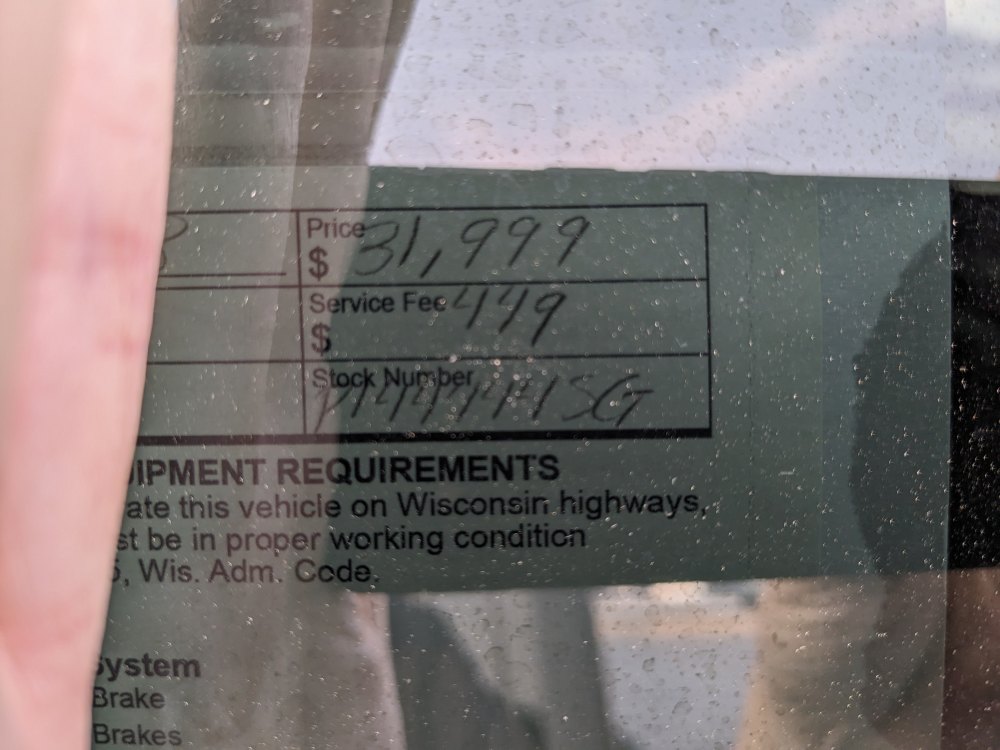 Price
$ 31,999
Service Fee 449
$
Stock Number
IPMENT REQUIREMENTS
ate this vehicle on Wisconsin highways,
st be in proper working condition
, Wis. Adm. Code.
ystem
Brake
Brakes